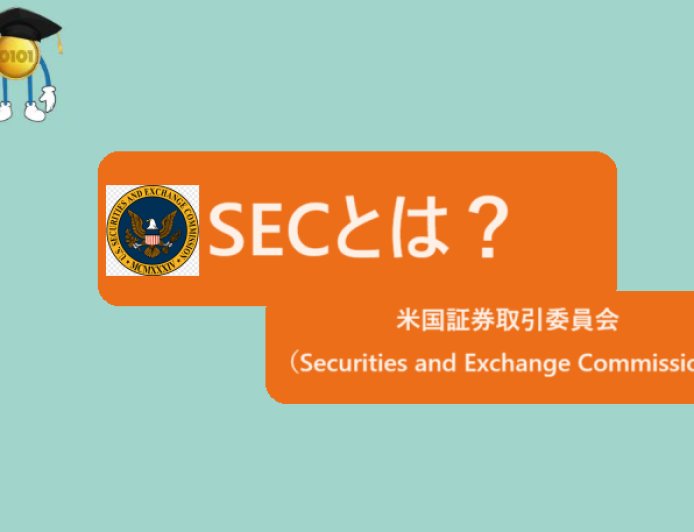 0101
U.S. SECURITIES AND EXCHANGE COMMISSION
MCMXXXIV
SECとは？
米国証券取引委員会
（Securities and Exchange Commissio